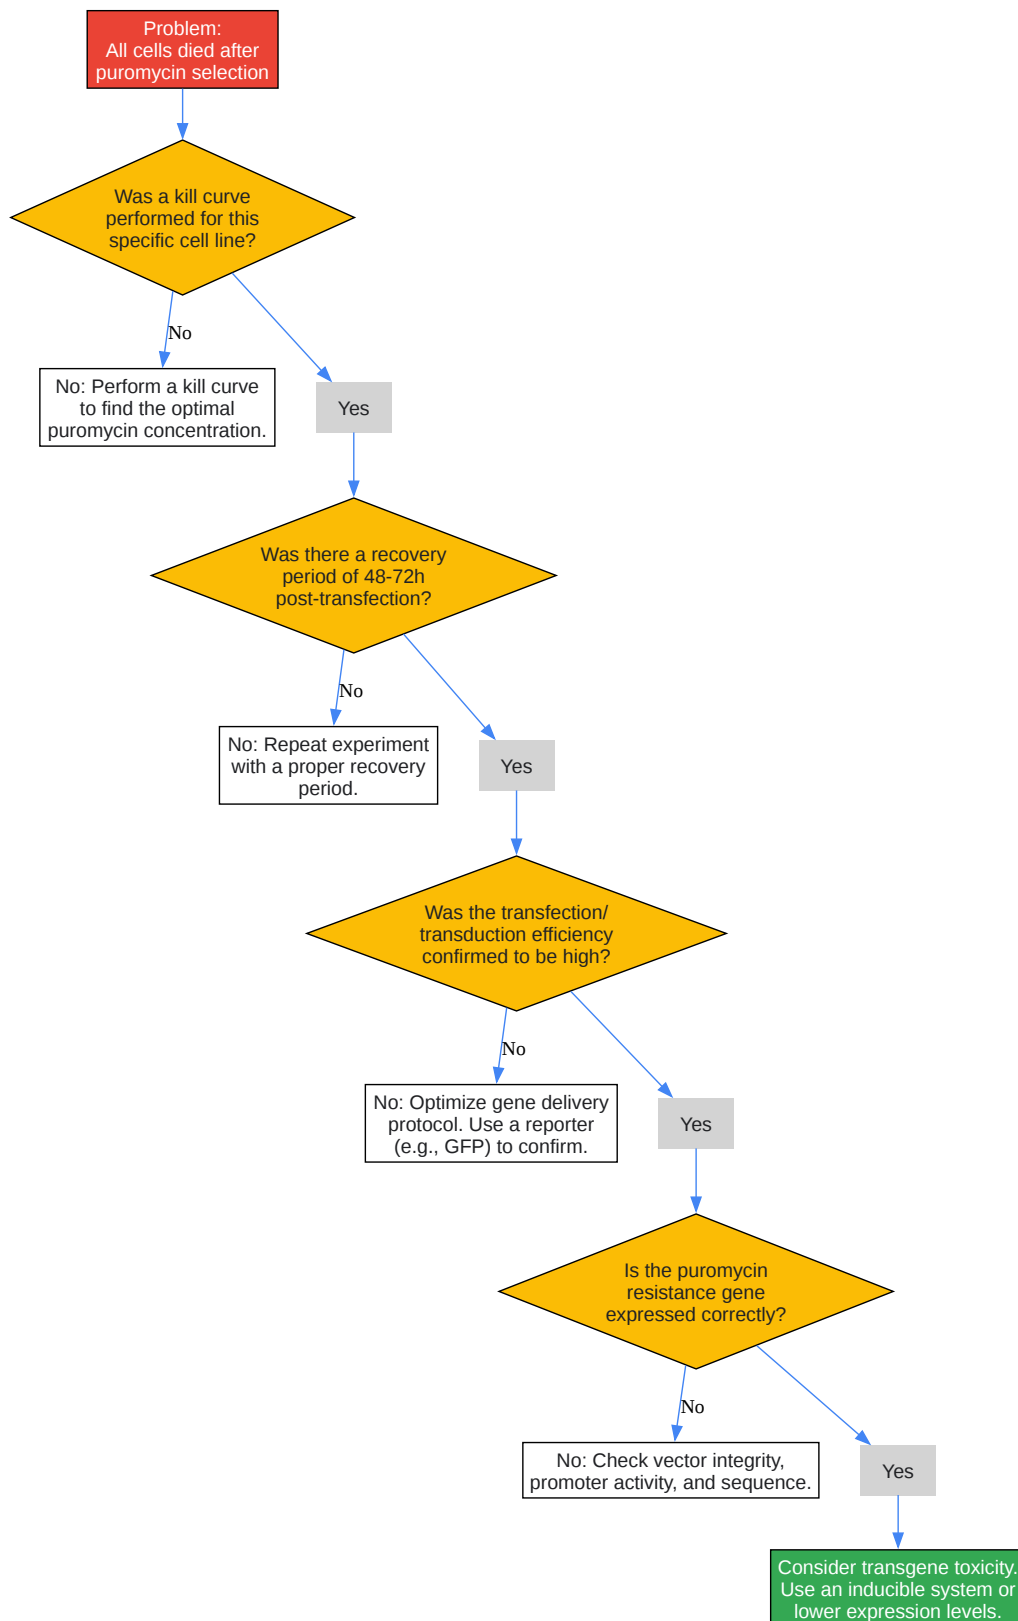 Problem:
All cells died after
puromycin selection
Was a kill curve
performed for this
specific cell line?
No
No: Perform a kill curve
to find the optimal
puromycin concentration.
Yes
Was there a recovery
period of 48-72h
post-transfection?
No
No: Repeat experiment
with a proper recovery
period.
Yes
Was the transfection/
transduction efficiency
confirmed to be high?
No
No: Optimize gene delivery
protocol. Use a reporter
(e.g., GFP) to confirm.
Yes
Is the puromycin
resistance gene
expressed correctly?
No
No: Check vector integrity,
promoter activity, and sequence.
Yes
Consider transgene toxicity.
Use an inducible system or
lower expression levels.